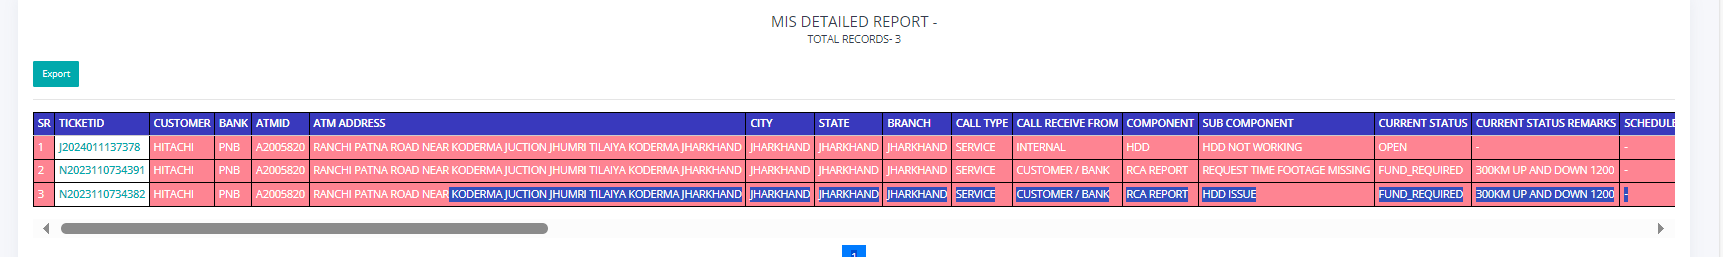 MIS DETAILED REPORT -
TOTAL RECORDS- 3
Export
SR TICKETID CUSTOMER BANK ATMID ATM ADDRESS CITY STATE BRANCH CALL TYPE CALL RECEIVE FROM COMPONENT SUB COMPONENT CURRENT STATUS CURRENT STATUS REMARKS SCHEDULE
1 J2024011137378 HITACHI PNB A2005820 RANCHI PATNA ROAD NEAR KODERMA JUCTION JHUMRI TILAIYA KODERMA JHARKHAND JHARKHAND JHARKHAND JHARKHAND SERVICE INTERNAL HDD HDD NOT WORKING OPEN - -
2 N2023110734391 HITACHI PNB A2005820 RANCHI PATNA ROAD NEAR KODERMA JUCTION JHUMRI TILAIYA KODERMA JHARKHAND JHARKHAND JHARKHAND JHARKHAND SERVICE CUSTOMER / BANK RCA REPORT REQUEST TIME FOOTAGE MISSING FUND_REQUIRED 300KM UP AND DOWN 1200 -
3 N2023110734382 HITACHI PNB A2005820 RANCHI PATNA ROAD NEAR KODERMA JUCTION JHUMRI TILAIYA KODERMA JHARKHAND JHARKHAND JHARKHAND JHARKHAND SERVICE CUSTOMER / BANK RCA REPORT HDD ISSUE FUND_REQUIRED 300KM UP AND DOWN 1200 -
1